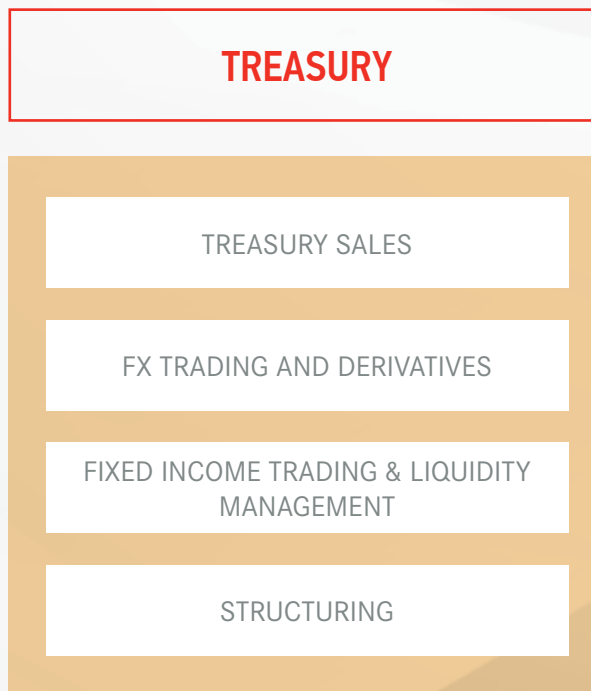 TREASURY
TREASURY SALES
FX TRADING AND DERIVATIVES
FIXED INCOME TRADING & LIQUIDITY
MANAGEMENT
STRUCTURING